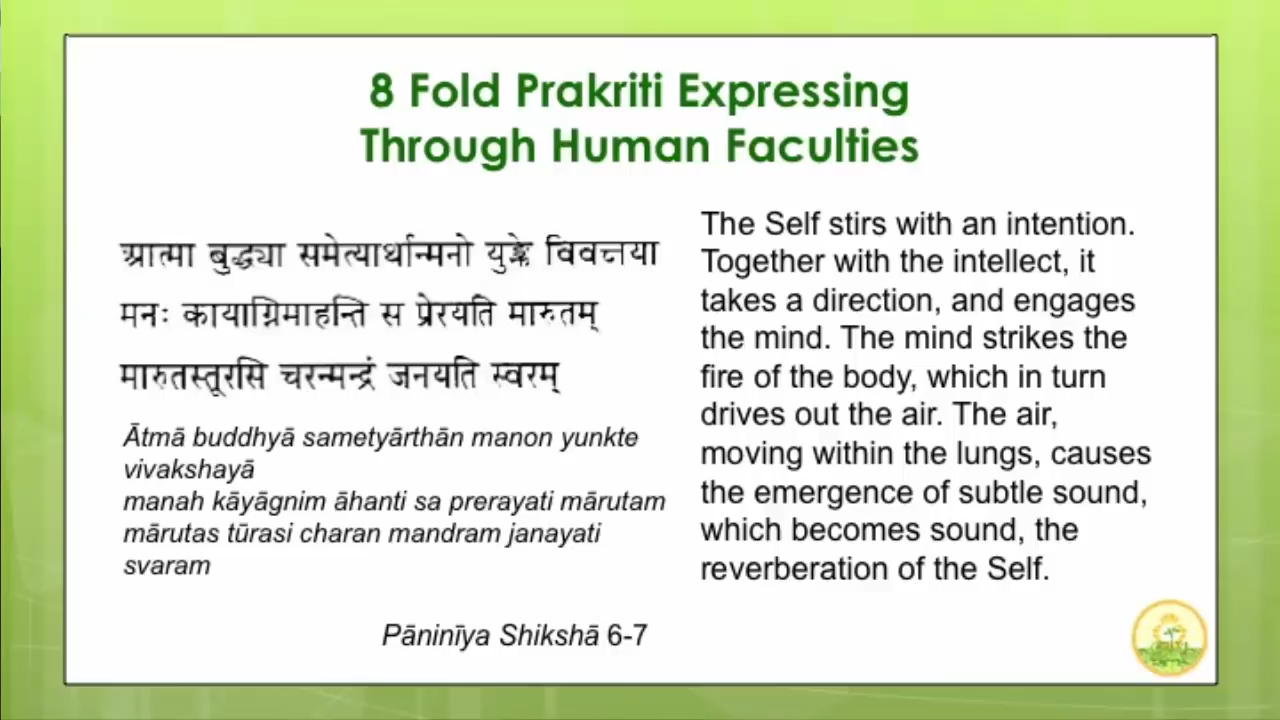 8 Fold Prakriti Expressing
Through Human Faculties
आत्मा बुद्ध्या समेत्यार्थान्मनो युङ्क्ते विवक्षया
मनः कायाग्निमाहन्ति स प्रेरयति मारुतम्
मारुतस्तूरसि चरन्मन्द्रं जनयति स्वरम्
Ātmā buddhyā sametyārthān manon yunkte
vivakshayā
manah kāyāgnim āhanti sa prerayati mārutam
mārutas tūrasi charan mandram janayati
svaram
Pāninīya Shikshā 6-7
The Self stirs with an intention.
Together with the intellect, it
takes a direction, and engages
the mind. The mind strikes the
fire of the body, which in turn
drives out the air. The air,
moving within the lungs, causes
the emergence of subtle sound,
which becomes sound, the
reverberation of the Self.